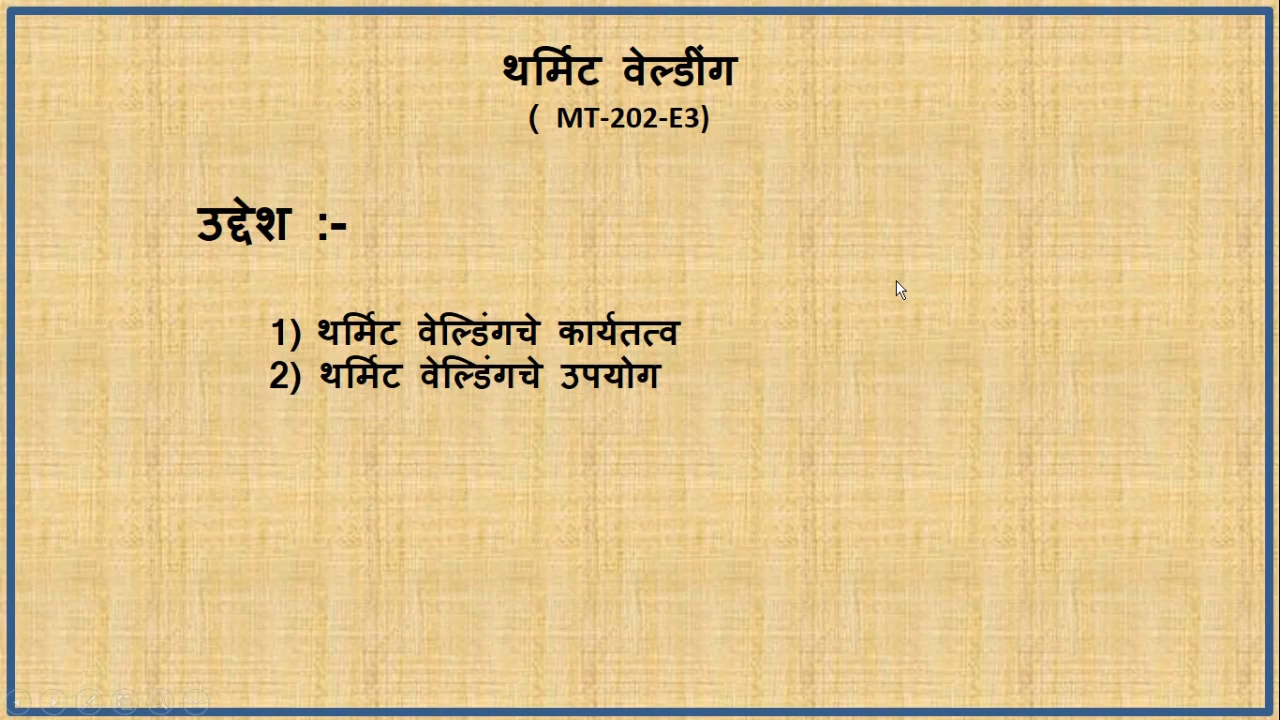 थर्मिट वेल्डींग
( MT-202-E3)
उद्देश :-
1) थर्मिट वेल्डिंगचे कार्यतत्व
2) थर्मिट वेल्डिंगचे उपयोग